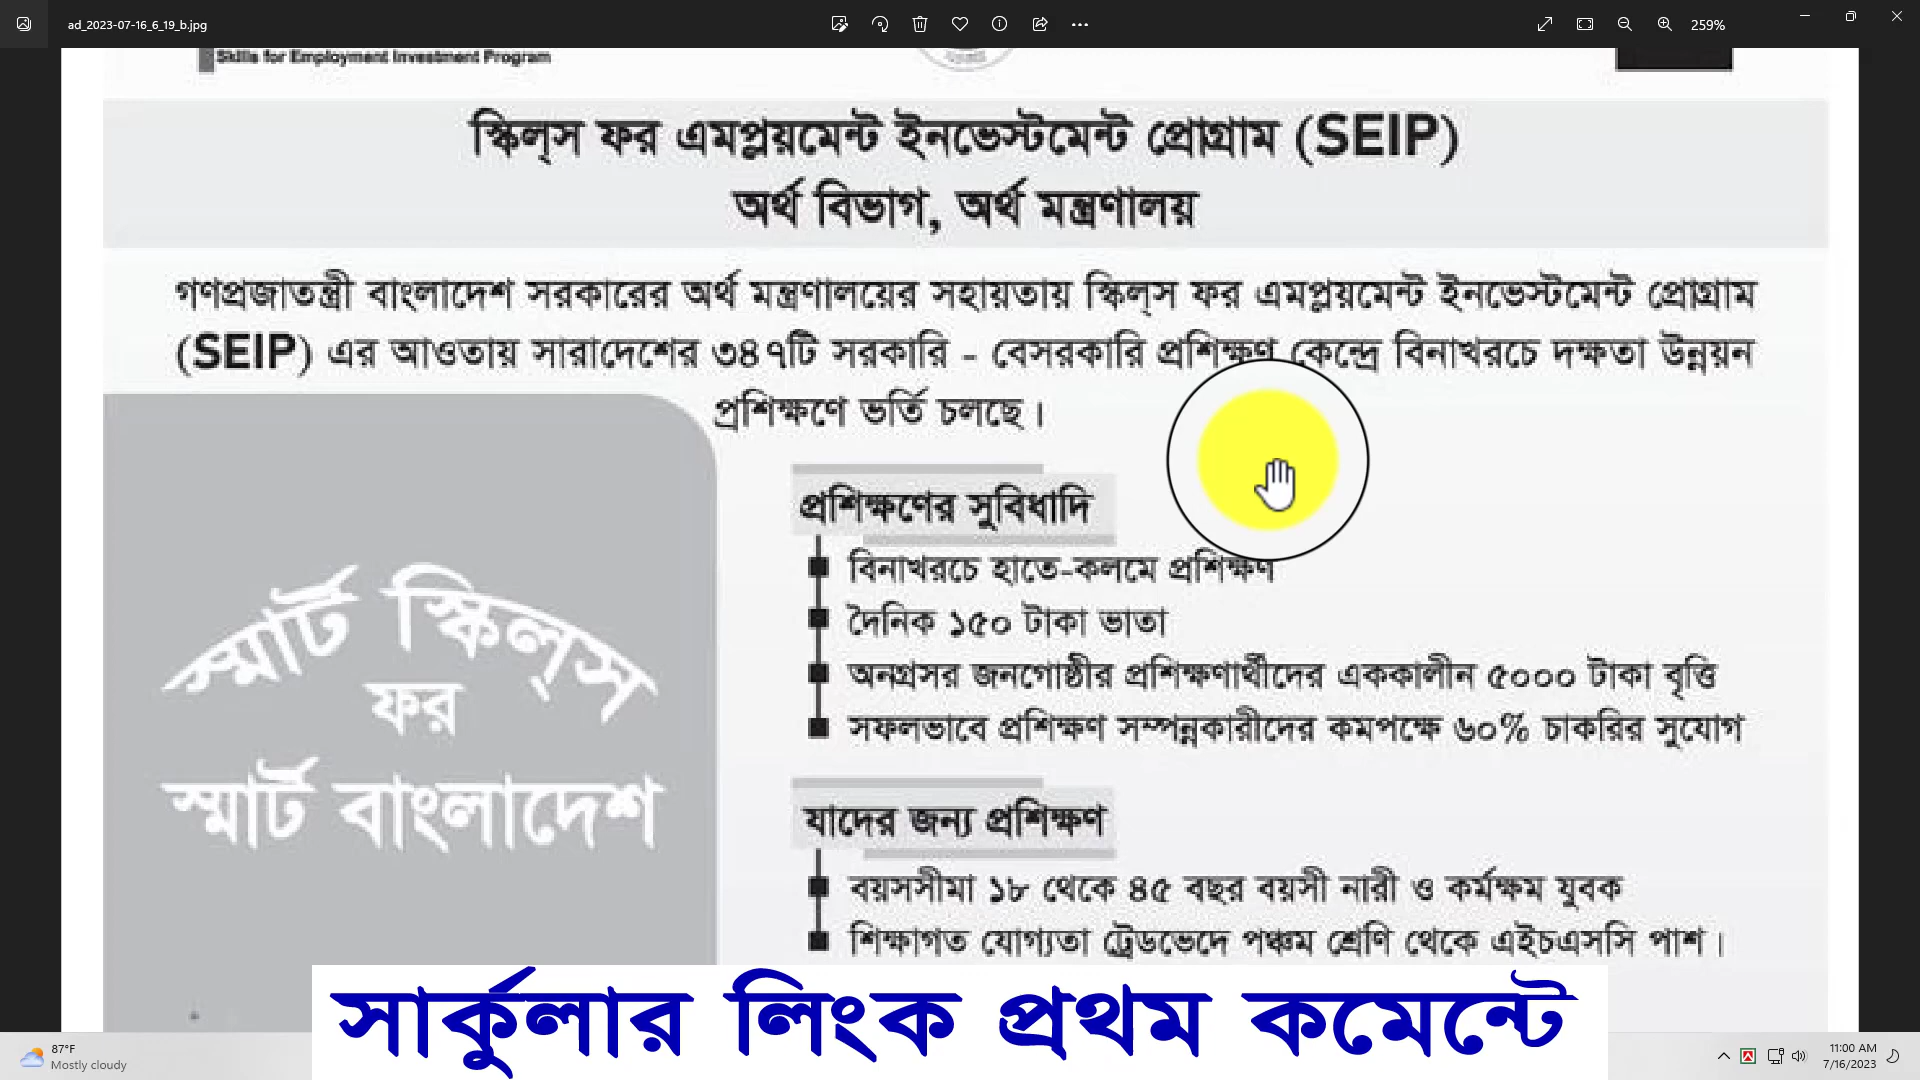 ad_2023-07-16_6_19_b.jpg
259%
Skills for Employment Investment Program
স্কিল্‌স ফর এমপ্লয়মেন্ট ইনভেস্টমেন্ট প্রোগ্রাম (SEIP)
অর্থ বিভাগ, অর্থ মন্ত্রণালয়
গণপ্রজাতন্ত্রী বাংলাদেশ সরকারের অর্থ মন্ত্রণালয়ের সহায়তায় স্কিল্‌স ফর এমপ্লয়মেন্ট ইনভেস্টমেন্ট প্রোগ্রাম
(SEIP) এর আওতায় সারাদেশের ৩৪৭টি সরকারি - বেসরকারি প্রশিক্ষণ কেন্দ্রে বিনাখরচে দক্ষতা উন্নয়ন
প্রশিক্ষণে ভর্তি চলছে।
প্রশিক্ষণের সুবিধাদি
বিনাখরচে হাতে-কলমে প্রশিক্ষণ
দৈনিক ১৫০ টাকা ভাতা
অনগ্রসর জনগোষ্ঠীর প্রশিক্ষণার্থীদের এককালীন ৫০০০ টাকা বৃত্তি
সফলভাবে প্রশিক্ষণ সম্পন্নকারীদের কমপক্ষে ৬০% চাকরির সুযোগ
স্মার্ট স্কিল্‌স
ফর
স্মার্ট বাংলাদেশ
যাদের জন্য প্রশিক্ষণ
বয়সসীমা ১৮ থেকে ৪৫ বছর বয়সী নারী ও কর্মক্ষম যুবক
শিক্ষাগত যোগ্যতা ট্রেডভেদে পঞ্চম শ্রেণি থেকে এইচএসসি পাশ।
সার্কুলার লিংক প্রথম কমেন্টে
87°F
Mostly cloudy
11:00 AM
7/16/2023